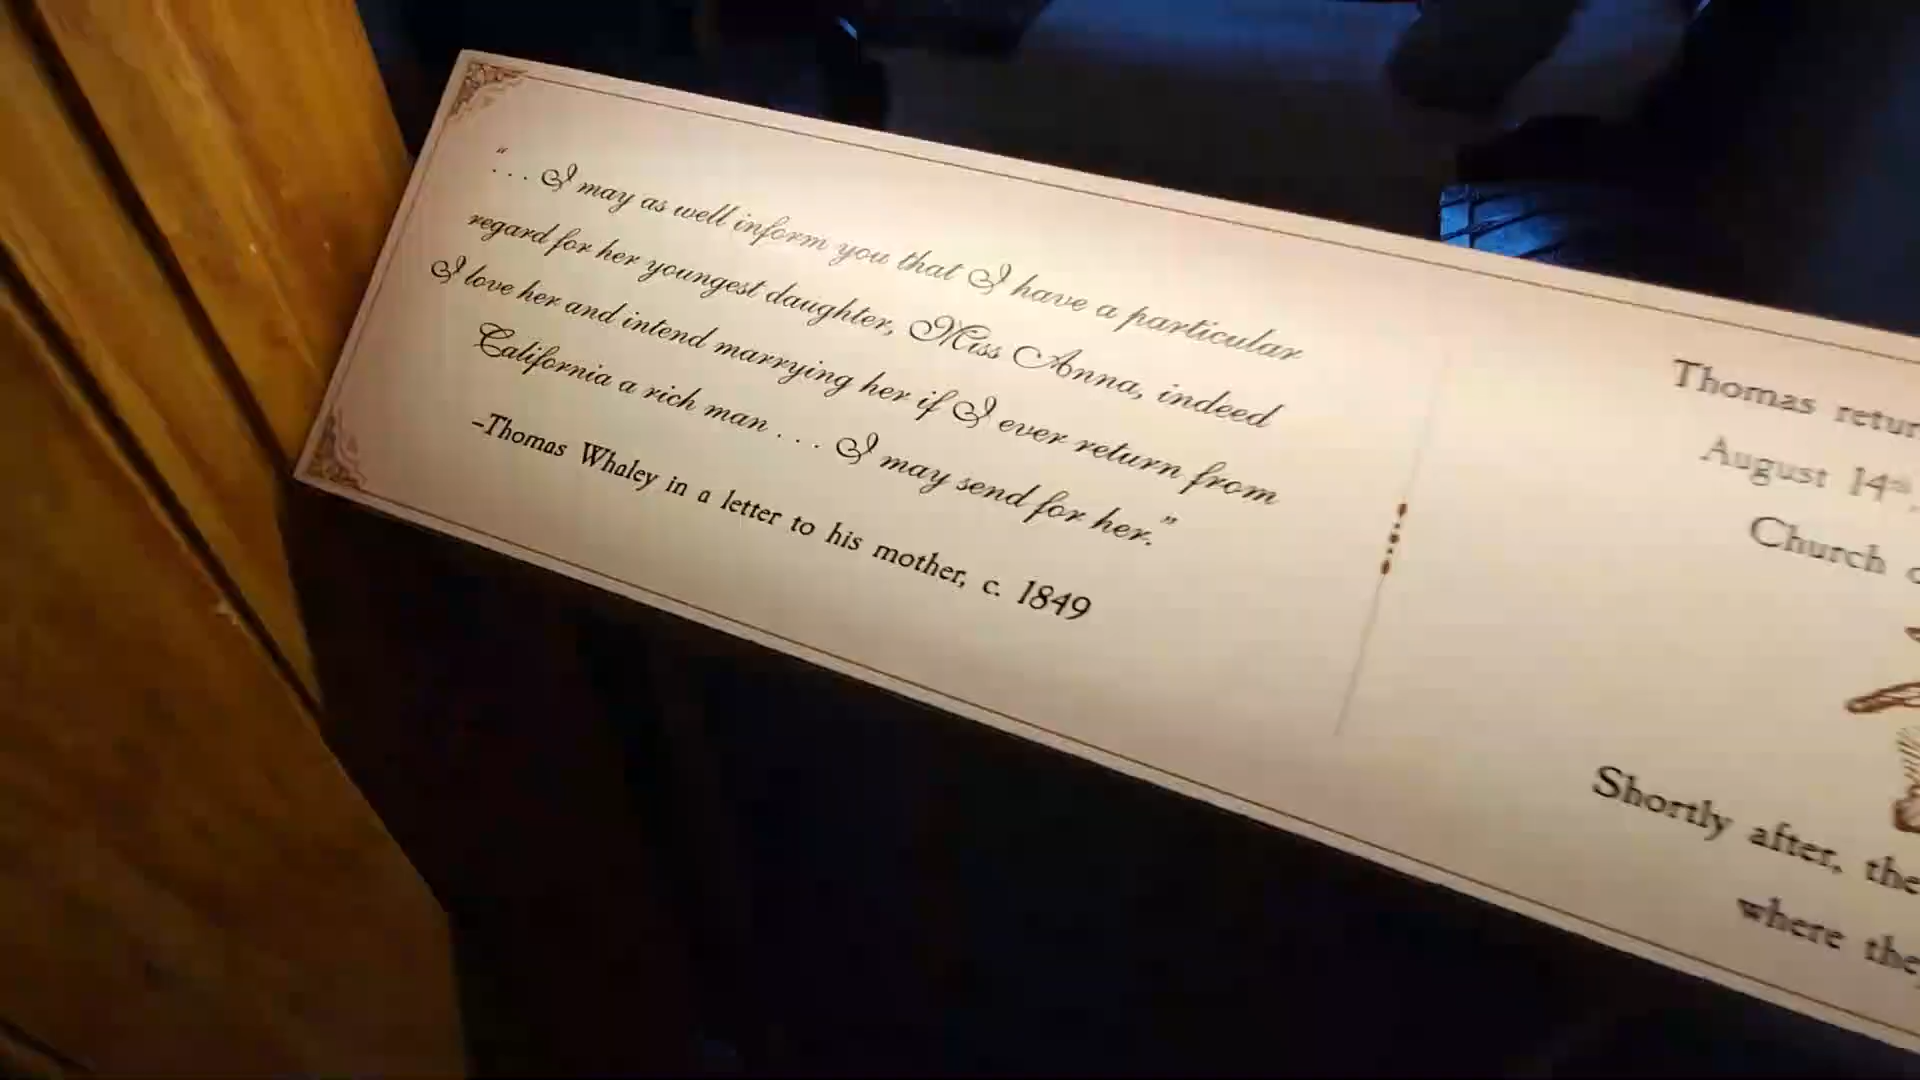 “
. . . I may as well inform you that I have a particular
regard for her youngest daughter, Miss Anna, indeed
I love her and intend marrying her if I ever return from
California a rich man . . . I may send for her.”
–Thomas Whaley in a letter to his mother, c. 1849
Thomas
August 14th,
Church
Shortly after,
where